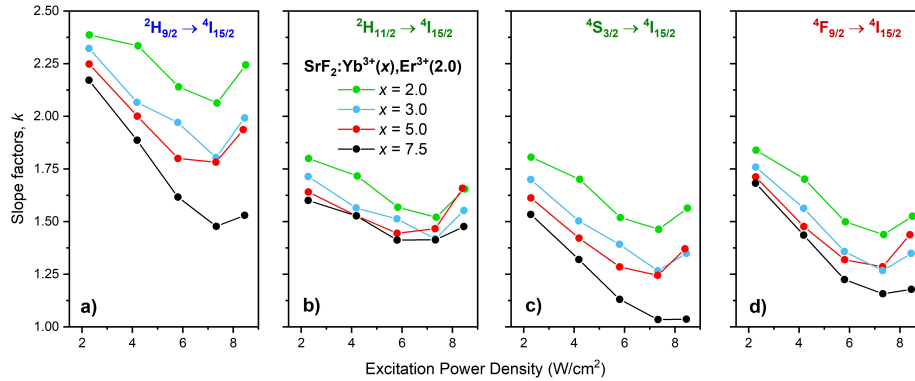 ²H₉/₂ → ⁴I₁₅/₂
²H₁₁/₂ → ⁴I₁₅/₂
⁴S₃/₂ → ⁴I₁₅/₂
⁴F₉/₂ → ⁴I₁₅/₂
SrF₂:Yb³⁺(x),Er³⁺(2.0)
x = 2.0
x = 3.0
x = 5.0
x = 7.5
Slope factors, k
2.50
2.25
2.00
1.75
1.50
1.25
1.00
a)
b)
c)
d)
2 4 6 8
2 4 6 8
2 4 6 8
2 4 6 8
Excitation Power Density (W/cm²)